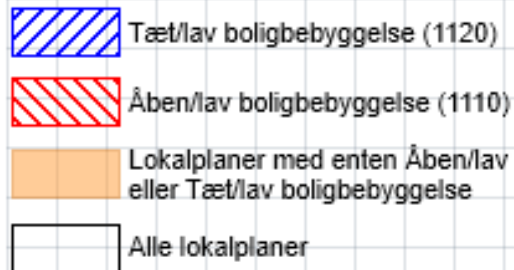 Tæt/lav boligbebyggelse (1120)
Åben/lav boligbebyggelse (1110)
Lokalplaner med enten Åben/lav
eller Tæt/lav boligbebyggelse
Alle lokalplaner